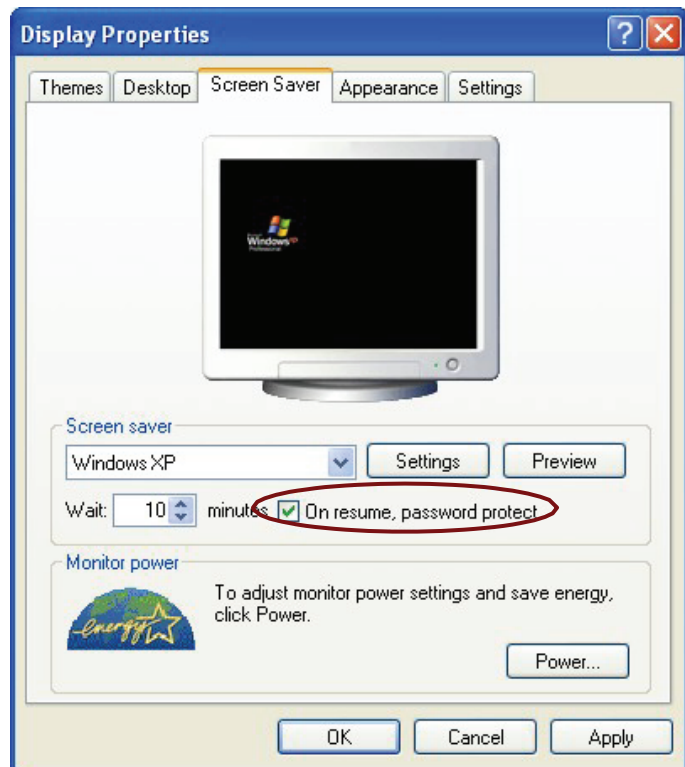 Display Properties
Themes Desktop Screen Saver Appearance Settings
Windows xp
Professional
Screen saver
Windows XP Settings Preview
Wait: 10 minutes On resume, password protect
Monitor power
To adjust monitor power settings and save energy,
click Power.
energy
Power...
OK Cancel Apply